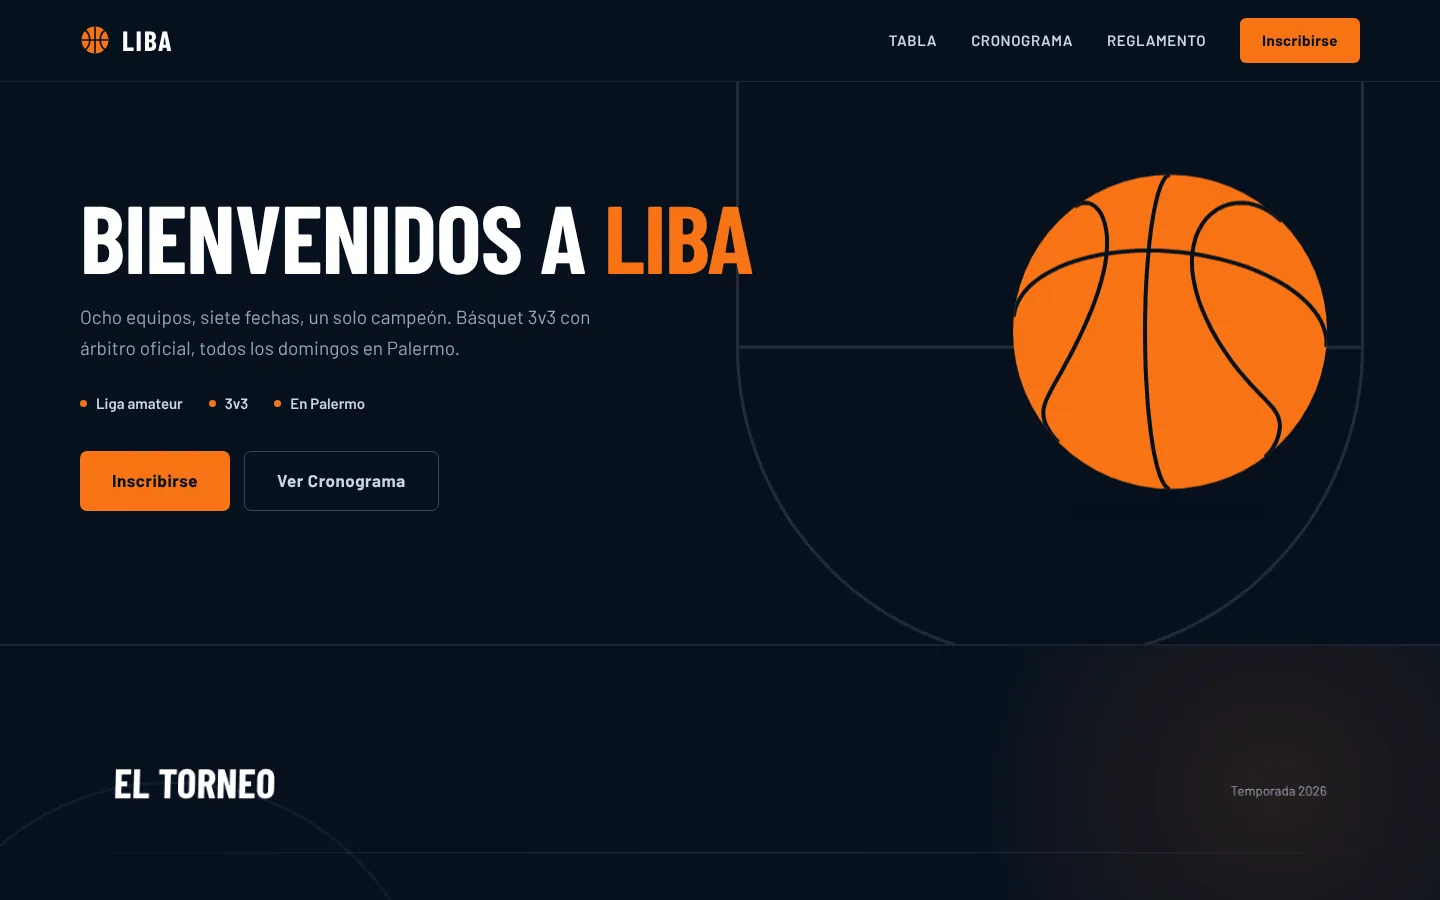 LIBA
TABLA
CRONOGRAMA
REGLAMENTO
Inscribirse
BIENVENIDOS A LIBA
Ocho equipos, siete fechas, un solo campeón. Básquet 3v3 con
árbitro oficial, todos los domingos en Palermo.
Liga amateur
3v3
En Palermo
Inscribirse
Ver Cronograma
EL TORNEO
Temporada 2026